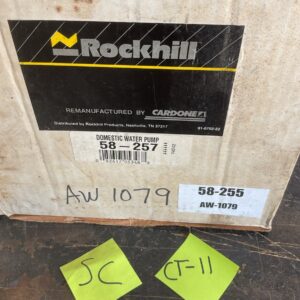 Rockhill
REMANUFACTURED BY CARDONE
Distributed by Rockhill Products, Nashville, TN 37217
DOMESTIC WATER PUMP
58-257
AW 1079
58-255
AW-1079
SC
CT-11